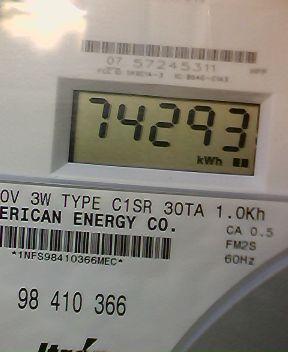 07 57245311
74293
kWh
0V 3W TYPE C1SR 30TA 1.0Kh
ERICAN ENERGY CO.
CA 0.5
FM2S
60Hz
*1NFS98410366MEC*
98 410 366